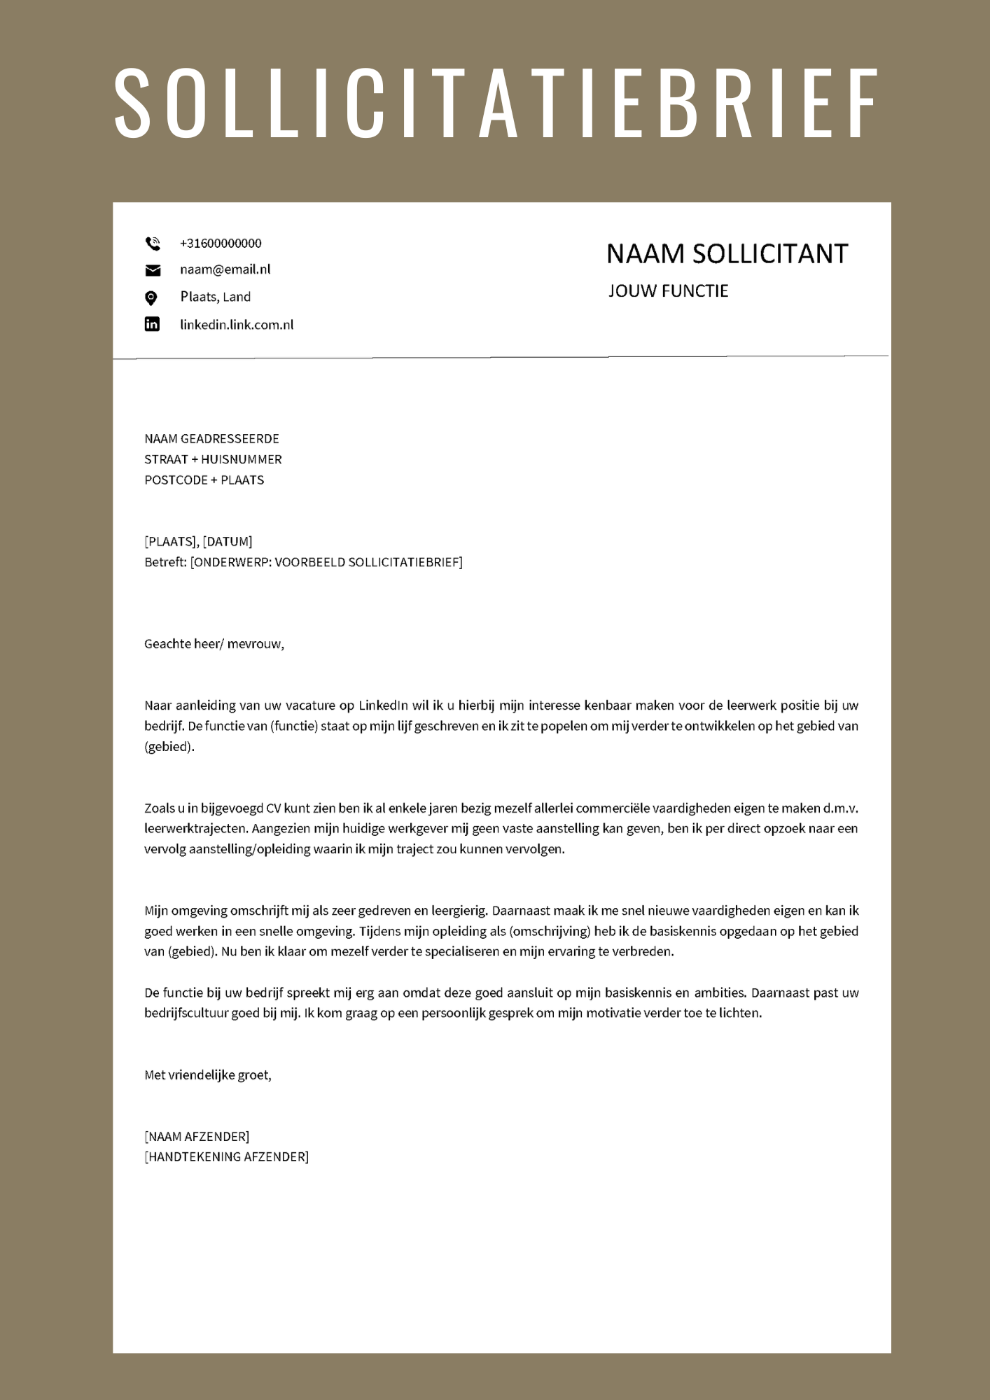 SOLLICITATIEBRIEF
+31600000000
naam@email.nl
Plaats, Land
linkedin.link.com.nl
NAAM SOLLICITANT
JOUW FUNCTIE
NAAM GEADRESSEERDE
STRAAT + HUISNUMMER
POSTCODE + PLAATS
[PLAATS], [DATUM]
Betreft: [ONDERWERP: VOORBEELD SOLLICITATIEBRIEF]
Geachte heer/ mevrouw,
Naar aanleiding van uw vacature op LinkedIn wil ik u hierbij mijn interesse kenbaar maken voor de leerwerk positie bij uw
bedrijf. De functie van (functie) staat op mijn lijf geschreven en ik zit te popelen om mij verder te ontwikkelen op het gebied van
(gebied).
Zoals u in bijgevoegd CV kunt zien ben ik al enkele jaren bezig mezelf allerlei commerciële vaardigheden eigen te maken d.m.v.
leerwerktrajecten. Aangezien mijn huidige werkgever mij geen vaste aanstelling kan geven, ben ik per direct opzoek naar een
vervolg aanstelling/opleiding waarin ik mijn traject zou kunnen vervolgen.
Mijn omgeving omschrijft mij als zeer gedreven en leergierig. Daarnaast maak ik me snel nieuwe vaardigheden eigen en kan ik
goed werken in een snelle omgeving. Tijdens mijn opleiding als (omschrijving) heb ik de basiskennis opgedaan op het gebied
van (gebied). Nu ben ik klaar om mezelf verder te specialiseren en mijn ervaring te verbreden.
De functie bij uw bedrijf spreekt mij erg aan omdat deze goed aansluit op mijn basiskennis en ambities. Daarnaast past uw
bedrijfscultuur goed bij mij. Ik kom graag op een persoonlijk gesprek om mijn motivatie verder toe te lichten.
Met vriendelijke groet,
[NAAM AFZENDER]
[HANDTEKENING AFZENDER]